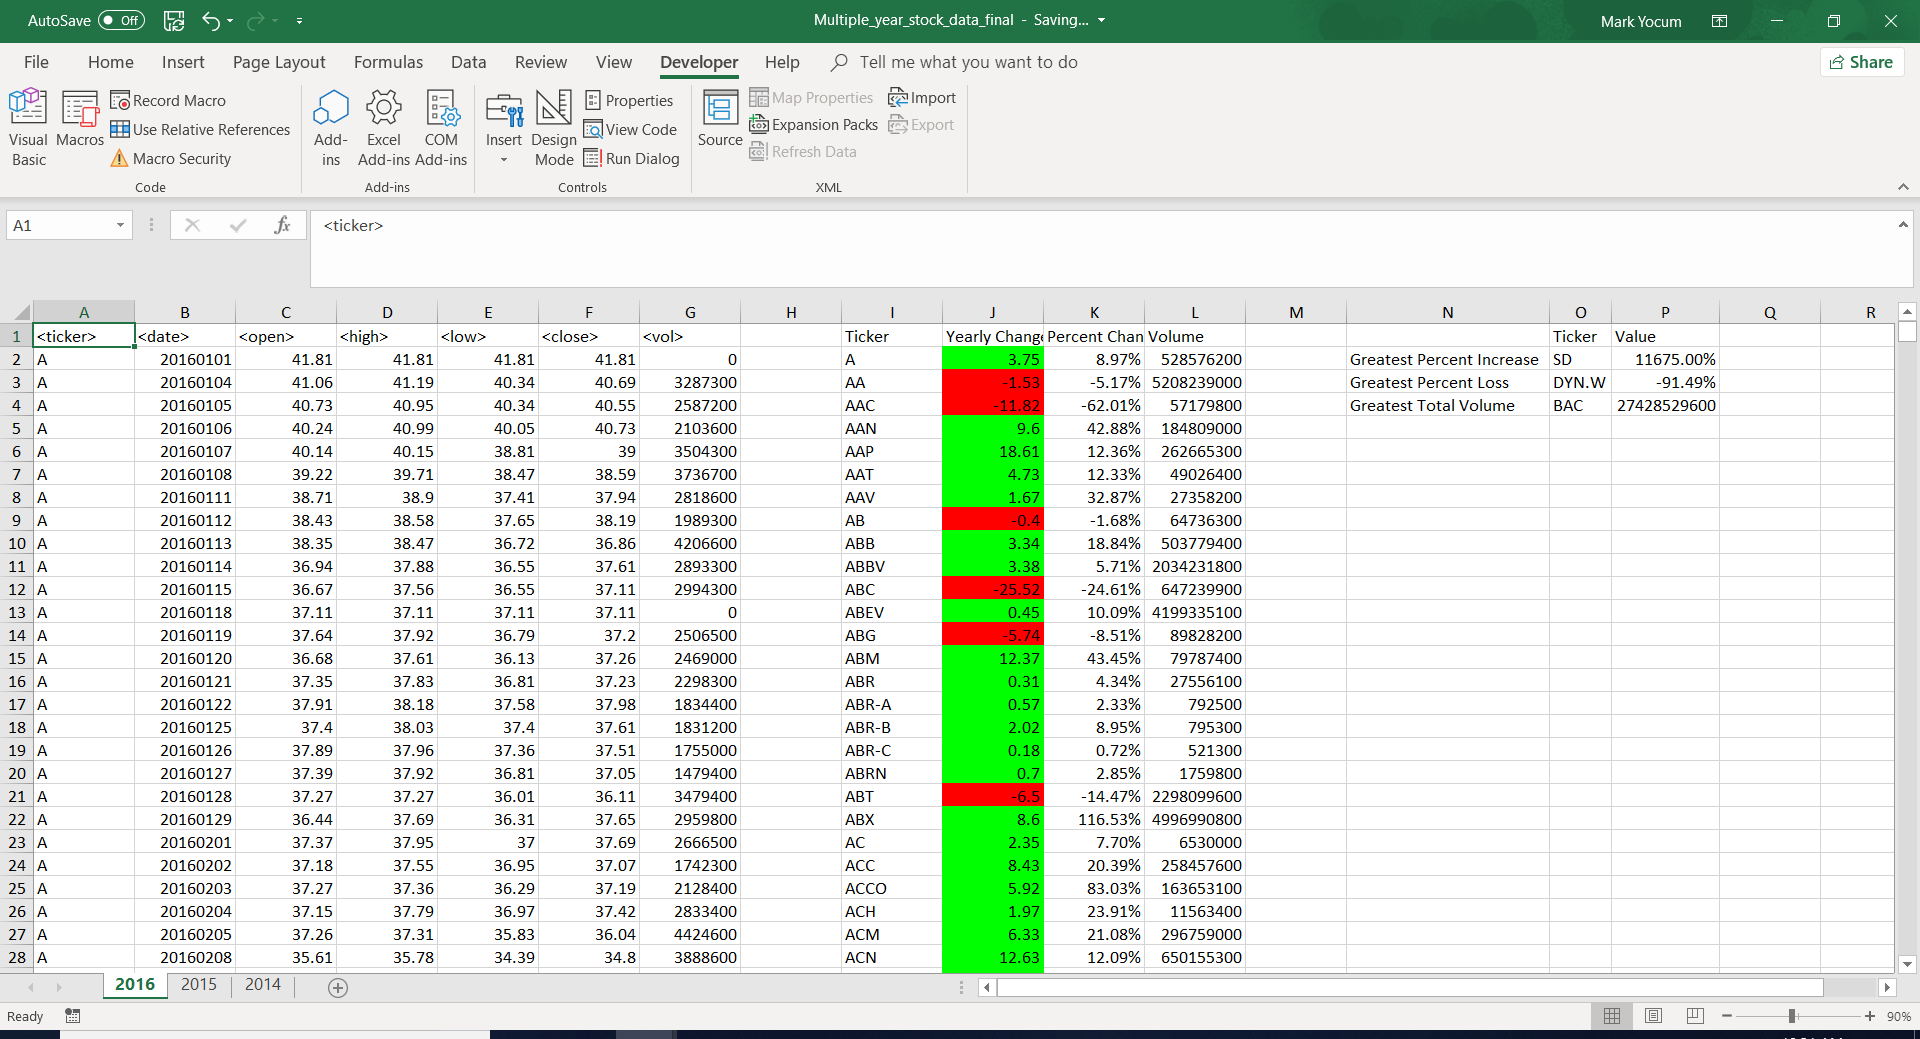 AutoSave Off Multiple_year_stock_data_final - Saving... Mark Yocum
File Home Insert Page Layout Formulas Data Review View Developer Help Tell me what you want to do Share
Visual Basic
Macros
Record Macro
Use Relative References
Macro Security
Code
Add-ins
Excel Add-ins
COM Add-ins
Add-ins
Insert
Design Mode
Properties
View Code
Run Dialog
Controls
Source
Map Properties
Expansion Packs
Refresh Data
Import
Export
XML
A1 fx <ticker>
A B C D E F G H I J K L M N O P Q R
1 <ticker> <date> <open> <high> <low> <close> <vol> Ticker Yearly Chang Percent Chan Volume Ticker Value
2 A 20160101 41.81 41.81 41.81 41.81 0 A 3.75 8.97% 528576200 Greatest Percent Increase SD 11675.00%
3 A 20160104 41.06 41.19 40.34 40.69 3287300 AA -1.53 -5.17% 5208239000 Greatest Percent Loss DYN.W -91.49%
4 A 20160105 40.73 40.95 40.34 40.55 2587200 AAC -11.82 -62.01% 57179800 Greatest Total Volume BAC 27428529600
5 A 20160106 40.24 40.99 40.05 40.73 2103600 AAN 9.6 42.88% 184809000
6 A 20160107 40.14 40.15 38.81 39 3504300 AAP 18.61 12.36% 262665300
7 A 20160108 39.22 39.71 38.47 38.59 3736700 AAT 4.73 12.33% 49026400
8 A 20160111 38.71 38.9 37.41 37.94 2818600 AAV 1.67 32.87% 27358200
9 A 20160112 38.43 38.58 37.65 38.19 1989300 AB -0.4 -1.68% 64736300
10 A 20160113 38.35 38.47 36.72 36.86 4206600 ABB 3.34 18.84% 503779400
11 A 20160114 36.94 37.88 36.55 37.61 2893300 ABBV 3.38 5.71% 2034231800
12 A 20160115 36.67 37.56 36.55 37.11 2994300 ABC -25.52 -24.61% 647239900
13 A 20160118 37.11 37.11 37.11 37.11 0 ABEV 0.45 10.09% 4199335100
14 A 20160119 37.64 37.92 36.79 37.2 2506500 ABG -5.74 -8.51% 89828200
15 A 20160120 36.68 37.61 36.13 37.26 2469000 ABM 12.37 43.45% 79787400
16 A 20160121 37.35 37.83 36.81 37.23 2298300 ABR 0.31 4.34% 27556100
17 A 20160122 37.91 38.18 37.58 37.98 1834400 ABR-A 0.57 2.33% 792500
18 A 20160125 37.4 38.03 37.4 37.61 1831200 ABR-B 2.02 8.95% 795300
19 A 20160126 37.89 37.96 37.36 37.51 1755000 ABR-C 0.18 0.72% 521300
20 A 20160127 37.39 37.92 36.81 37.05 1479400 ABRN 0.7 2.85% 1759800
21 A 20160128 37.27 37.27 36.01 36.11 3479400 ABT -6.5 -14.47% 2298099600
22 A 20160129 36.44 37.69 36.31 37.65 2959800 ABX 8.6 116.53% 4996990800
23 A 20160201 37.37 37.95 37 37.69 2666500 AC 2.35 7.70% 6530000
24 A 20160202 37.18 37.55 36.95 37.07 1742300 ACC 8.43 20.39% 258457600
25 A 20160203 37.27 37.36 36.29 37.19 2128400 ACCO 5.92 83.03% 163653100
26 A 20160204 37.15 37.79 36.97 37.42 2833400 ACH 1.97 23.91% 11563400
27 A 20160205 37.26 37.31 35.83 36.04 4424600 ACM 6.33 21.08% 296759000
28 A 20160208 35.61 35.78 34.39 34.8 3888600 ACN 12.63 12.09% 650155300
2016 2015 2014
Ready 90%